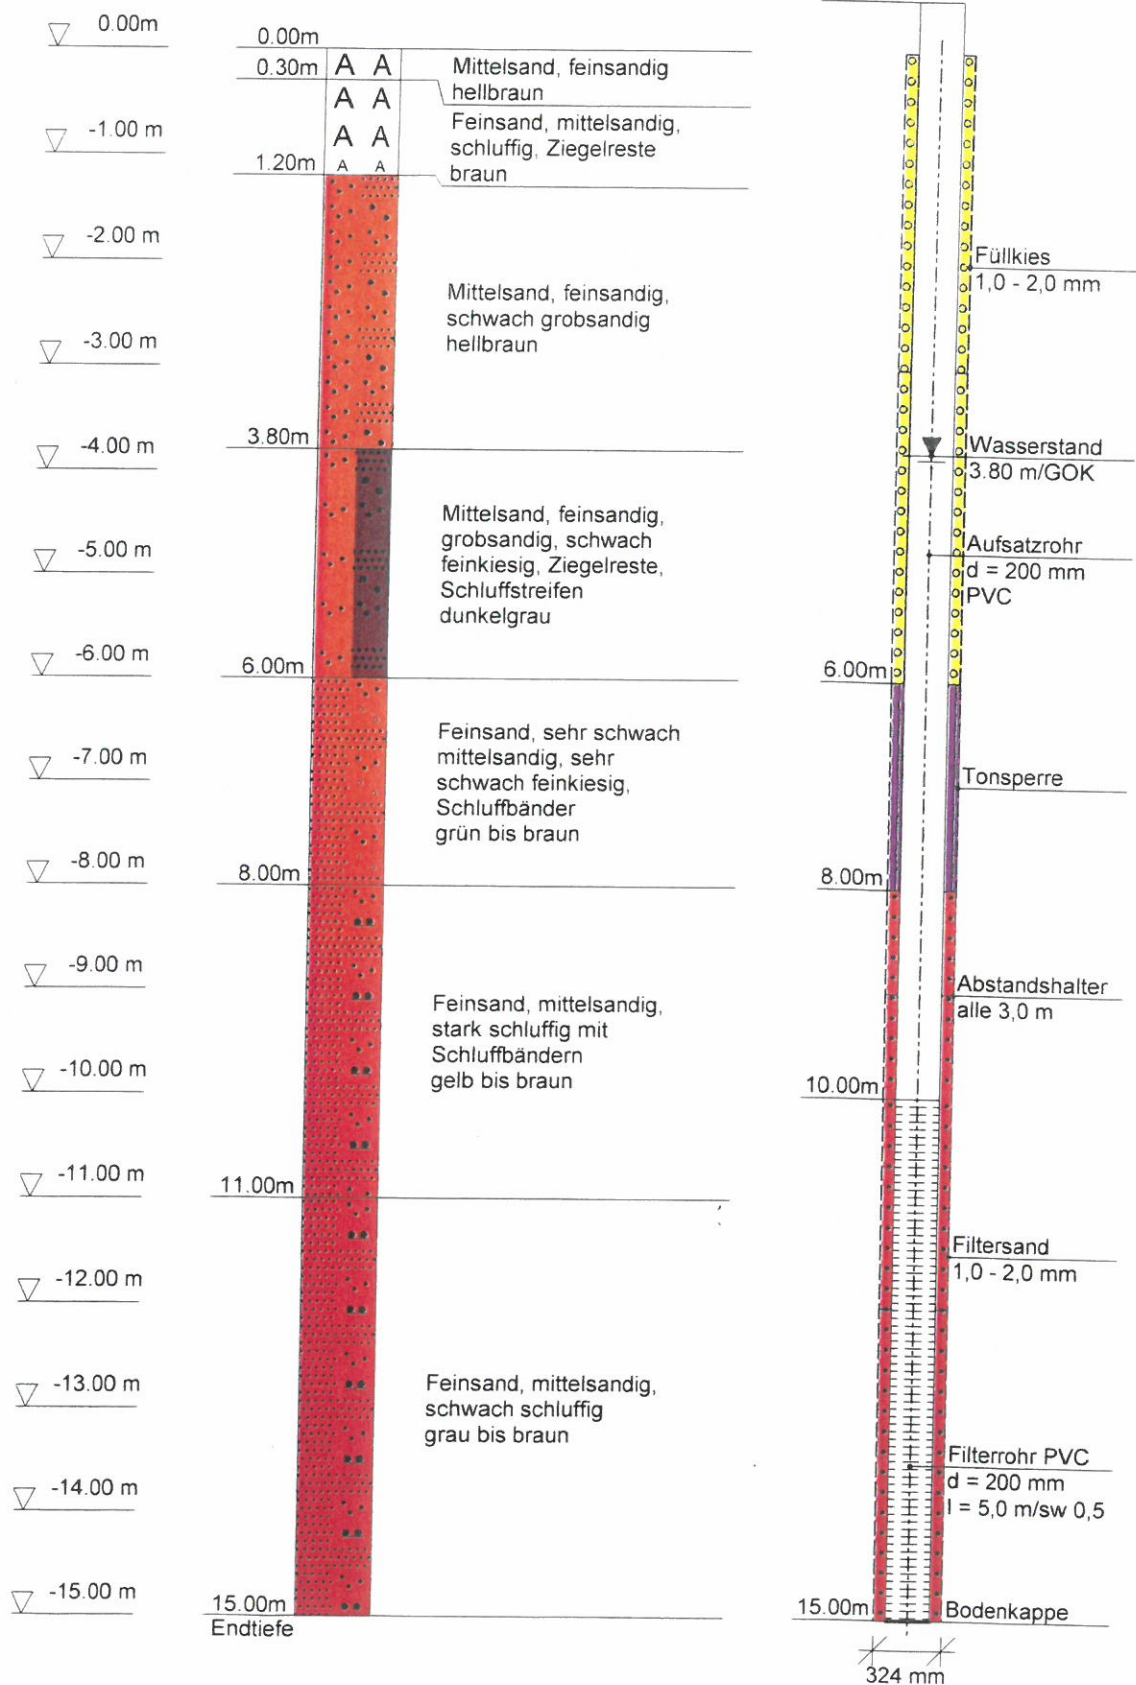 0.00m
-1.00 m
-2.00 m
-3.00 m
-4.00 m
-5.00 m
-6.00 m
-7.00 m
-8.00 m
-9.00 m
-10.00 m
-11.00 m
-12.00 m
-13.00 m
-14.00 m
-15.00 m
0.00m
0.30m
1.20m
3.80m
6.00m
8.00m
11.00m
15.00m
Endtiefe
A A
A A
A A
A A
Mittelsand, feinsandig
hellbraun
Feinsand, mittelsandig,
schluffig, Ziegelreste
braun
Mittelsand, feinsandig,
schwach grobsandig
hellbraun
Mittelsand, feinsandig,
grobsandig, schwach
feinkiesig, Ziegelreste,
Schluffstreifen
dunkelgrau
Feinsand, sehr schwach
mittelsandig, sehr
schwach feinkiesig,
Schluffbänder
grün bis braun
Feinsand, mittelsandig,
stark schluffig mit
Schluffbändern
gelb bis braun
Feinsand, mittelsandig,
schwach schluffig
grau bis braun
6.00m
8.00m
10.00m
15.00m
Füllkies
1,0 - 2,0 mm
Wasserstand
3.80 m/GOK
Aufsatzrohr
d = 200 mm
PVC
Tonsperre
Abstandshalter
alle 3,0 m
Filtersand
1,0 - 2,0 mm
Filterrohr PVC
d = 200 mm
l = 5,0 m/sw 0,5
Bodenkappe
324 mm